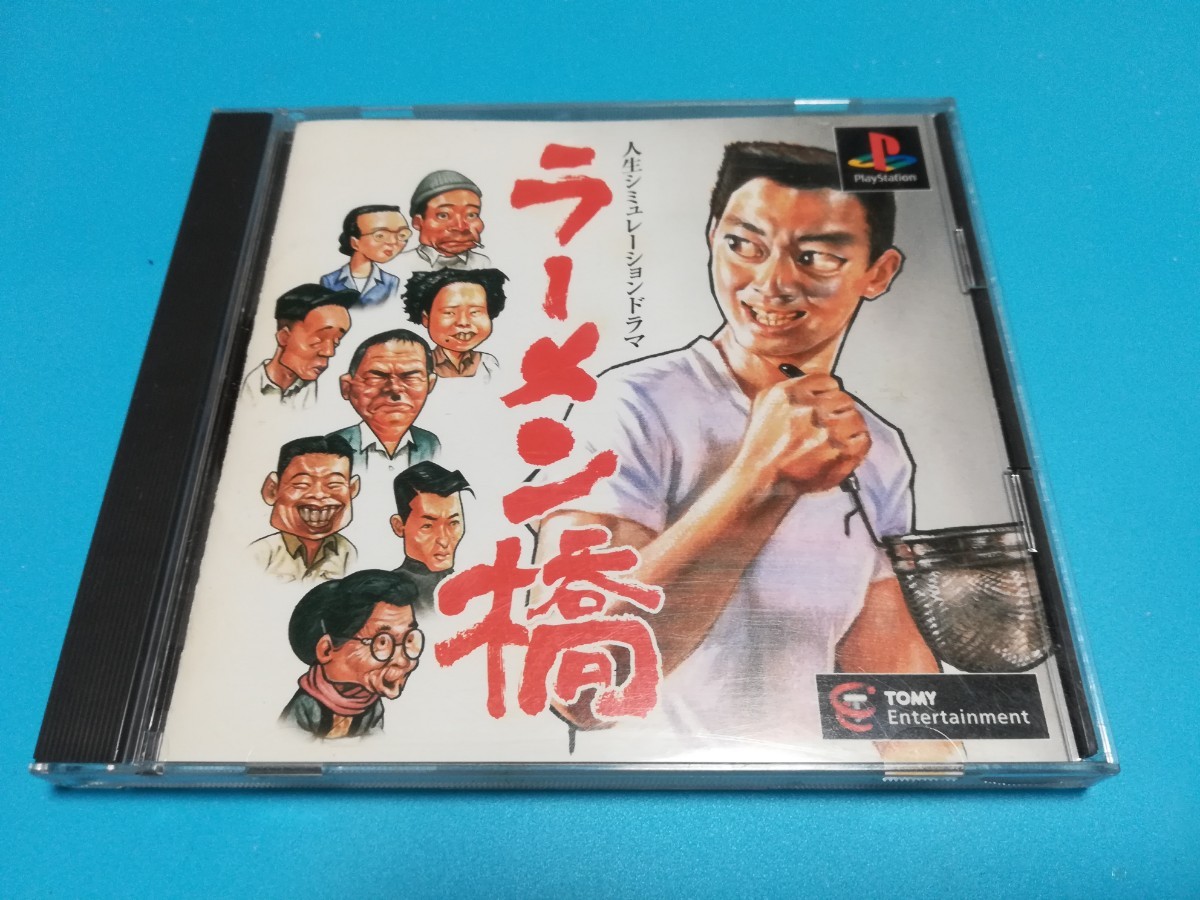 人生シミュレーションドラマ
ラーメン橋
PlayStation
TOMY
Entertainment